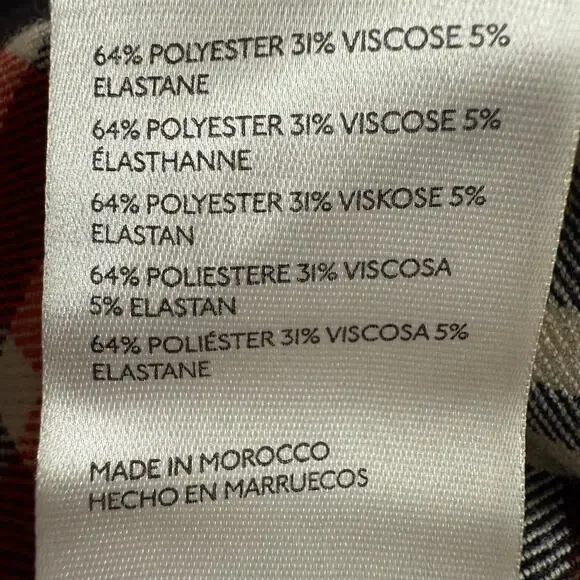 64% POLYESTER 31% VISCOSE 5%
ELASTANE
64% POLYESTER 31% VISCOSE 5%
ÉLASTHANNE
64% POLYESTER 31% VISKOSE 5%
ELASTAN
64% POLIESTERE 31% VISCOSA
5% ELASTAN
64% POLIÉSTER 31% VISCOSA 5%
ELASTANE
MADE IN MOROCCO
HECHO EN MARRUECOS